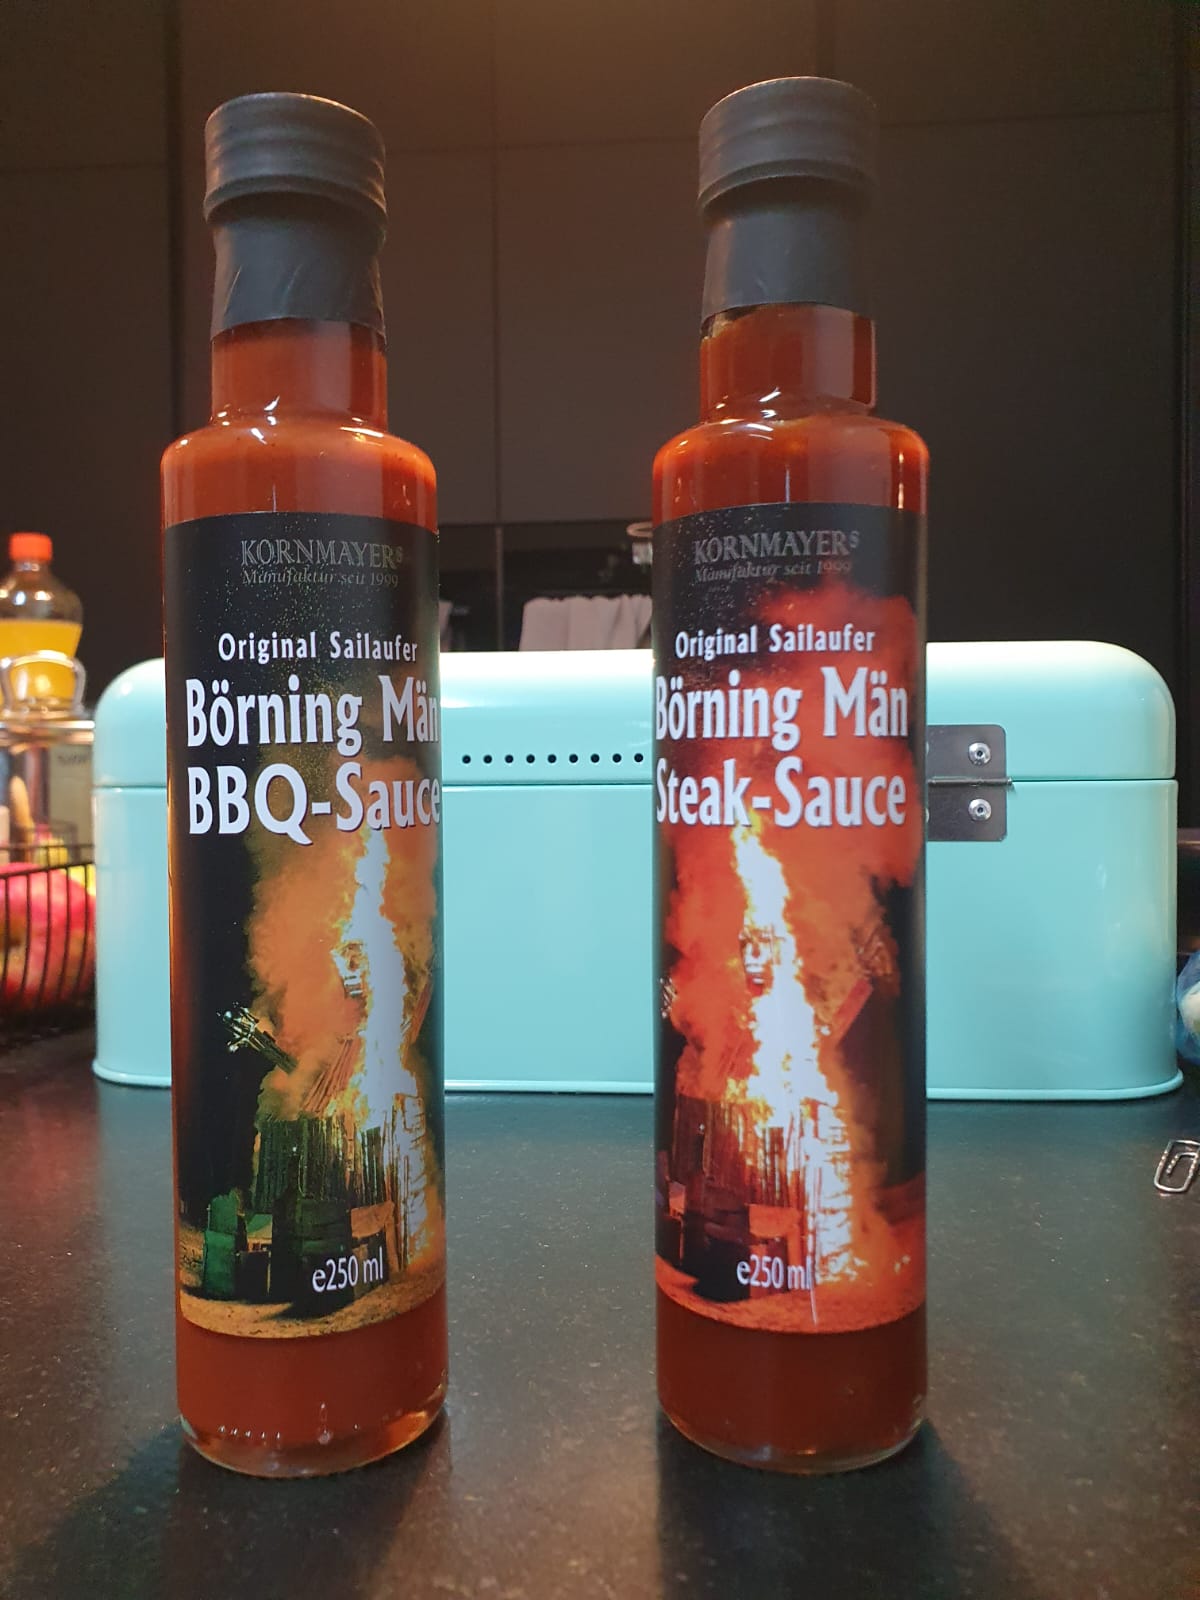 KORNMAYERs
Manufaktur seit 1999
Original Sailaufer
Börning Män
BBQ-Sauce
e250 ml
KORNMAYERs
Manufaktur seit 1999
Original Sailaufer
Börning Män
Steak-Sauce
e250 ml